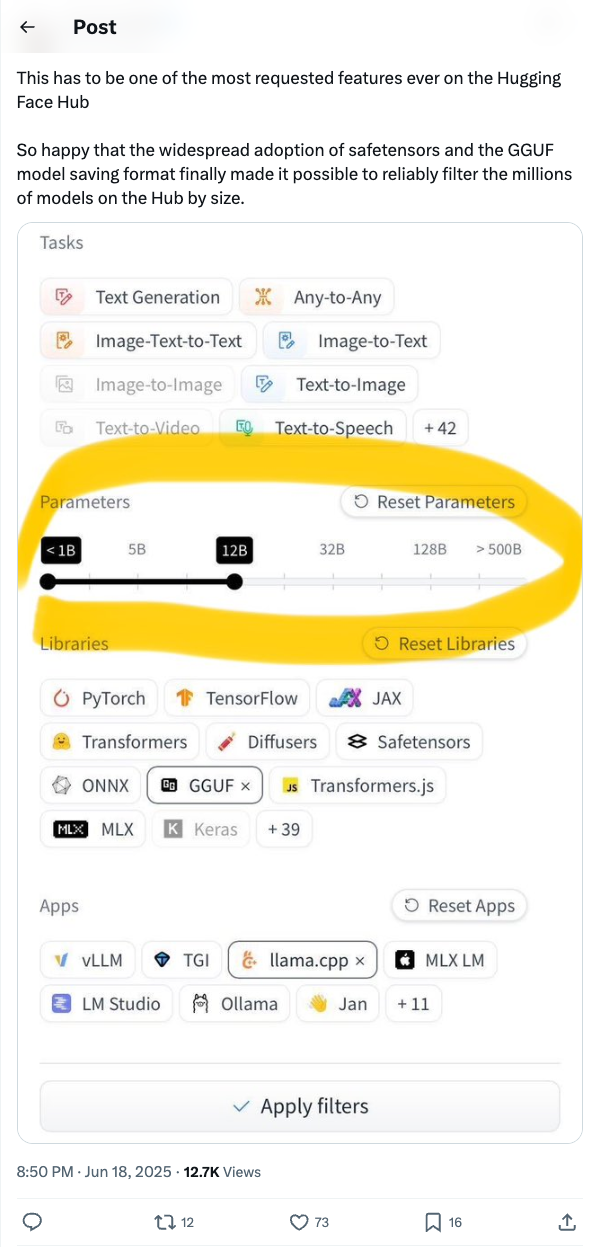 Post
This has to be one of the most requested features ever on the Hugging
Face Hub
So happy that the widespread adoption of safetensors and the GGUF
model saving format finally made it possible to reliably filter the millions
of models on the Hub by size.
Tasks
Text Generation Any-to-Any
Image-Text-to-Text Image-to-Text
Image-to-Image Text-to-Image
Text-to-Video Text-to-Speech + 42
Parameters Reset Parameters
< 1B 5B 12B 32B 128B > 500B
Libraries Reset Libraries
PyTorch TensorFlow JAX
Transformers Diffusers Safetensors
ONNX GGUF × JS Transformers.js
MLX MLX K Keras + 39
Apps Reset Apps
vLLM TGI llama.cpp × MLX LM
LM Studio Ollama Jan + 11
Apply filters
8:50 PM · Jun 18, 2025 · 12.7K Views
12 73 16